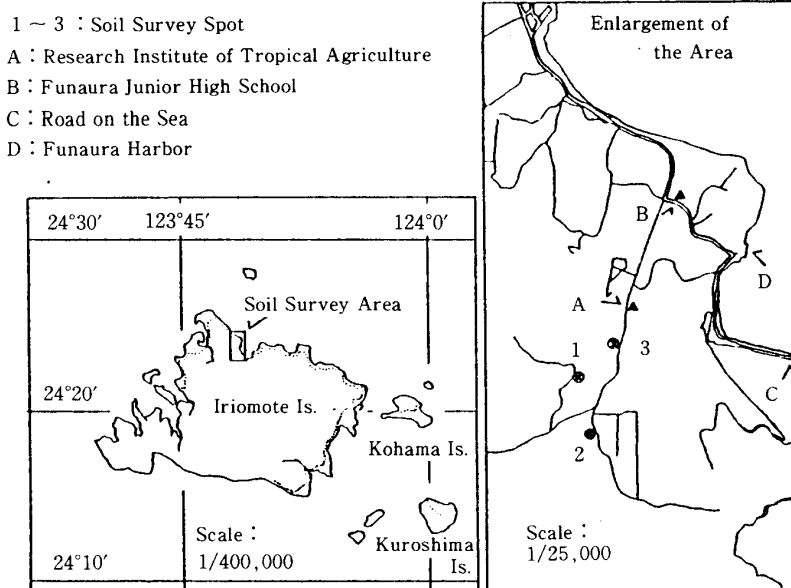 1 ~ 3 : Soil Survey Spot
A : Research Institute of Tropical Agriculture
B : Funaura Junior High School
C : Road on the Sea
D : Funaura Harbor
24°30′ 123°45′ 124°0′
Soil Survey Area
24°20′
Iriomote Is.
Kohama Is.
Kuroshima
Is.
Scale :
1/400,000
24°10′
Enlargement of
the Area
B
D
A
1
3
C
2
Scale :
1/25,000